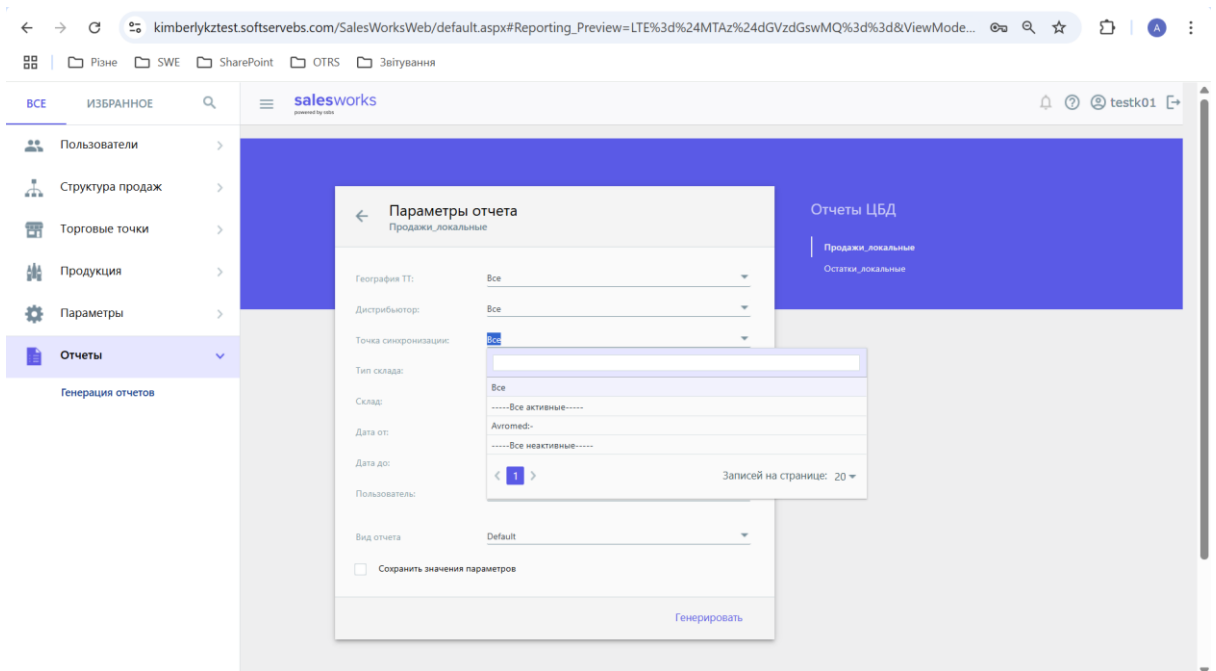 kimberlykztest.softservebs.com/SalesWorksWeb/default.aspx#Reporting_Preview=LTE%3d%24MTAz%24dGVzdGswMQ%3d%3d&ViewMode...
A
Різне SWE SharePoint OTRS Звітування
ВСЕ ИЗБРАННОЕ
salesworks
testk01
Пользователи
Структура продаж
Торговые точки
Продукция
Параметры
Отчеты
Генерация отчетов
Параметры отчета
Продажи_локальные
География ТТ: Все
Дистрибьютор: Все
Точка синхронизации: Все
Тип склада:
Склад:
Дата от:
Дата до:
Пользователь:
Все
-----Все активные-----
Avromed:-
-----Все неактивные-----
1
Записей на странице: 20
Вид отчета Default
Сохранить значения параметров
Генерировать
Отчеты ЦБД
Продажи_локальные
Остатки_локальные